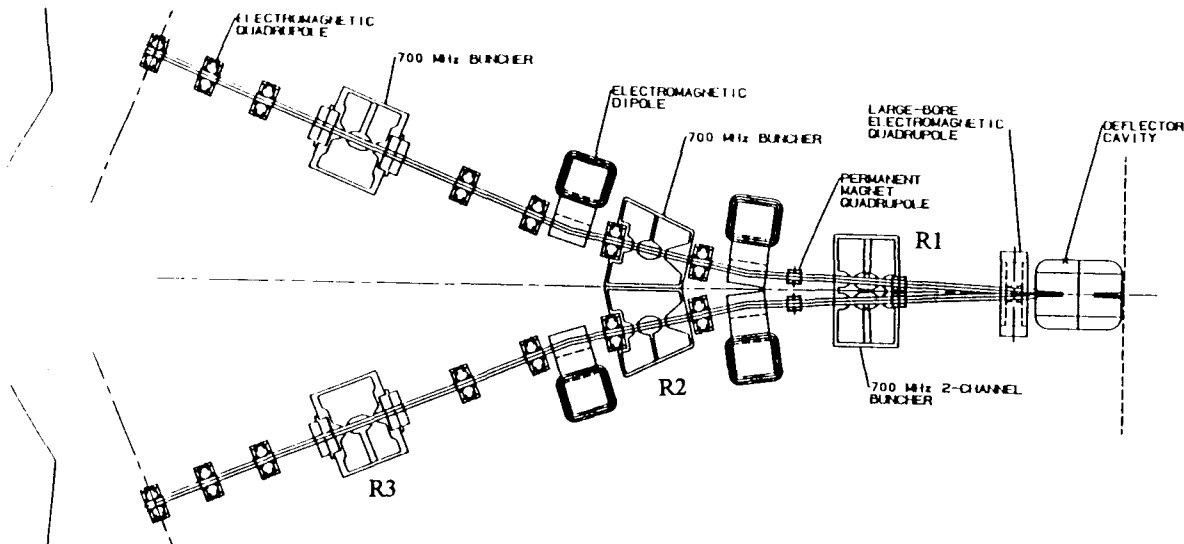 ELECTROMAGNETIC
QUADRUPOLE
700 MHz BUNCHER
ELECTROMAGNETIC
DIPOLE
700 MHz BUNCHER
PERMANENT
MAGNET
QUADRUPOLE
LARGE-BORE
ELECTROMAGNETIC
QUADRUPOLE
DEFLECTOR
CAVITY
R1
R2
700 MHz 2-CHANNEL
BUNCHER
R3